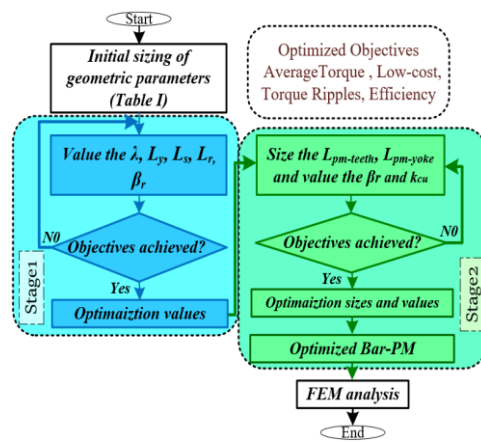 Start
Initial sizing of
geometric parameters
(Table I)
Optimized Objectives
AverageTorque , Low-cost,
Torque Ripples, Efficiency
Value the λ, Ly, Ls, Lr,
βr
Objectives achieved?
N0
Yes
Optimaiztion values
Stage1
Size the Lpm-teeth, Lpm-yoke
and value the βr and kcu
Objectives achieved?
N0
Yes
Optimaiztion sizes and values
Optimized Bar-PM
Stage2
FEM analysis
End